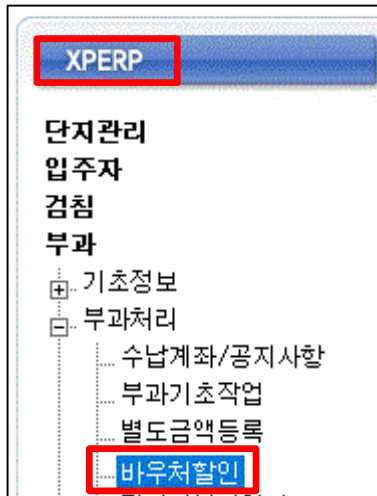 XPERP
단지관리
입주자
검침
부과
기초정보
부과처리
수납계좌/공지사항
부과기초작업
별도금액등록
바우처할인